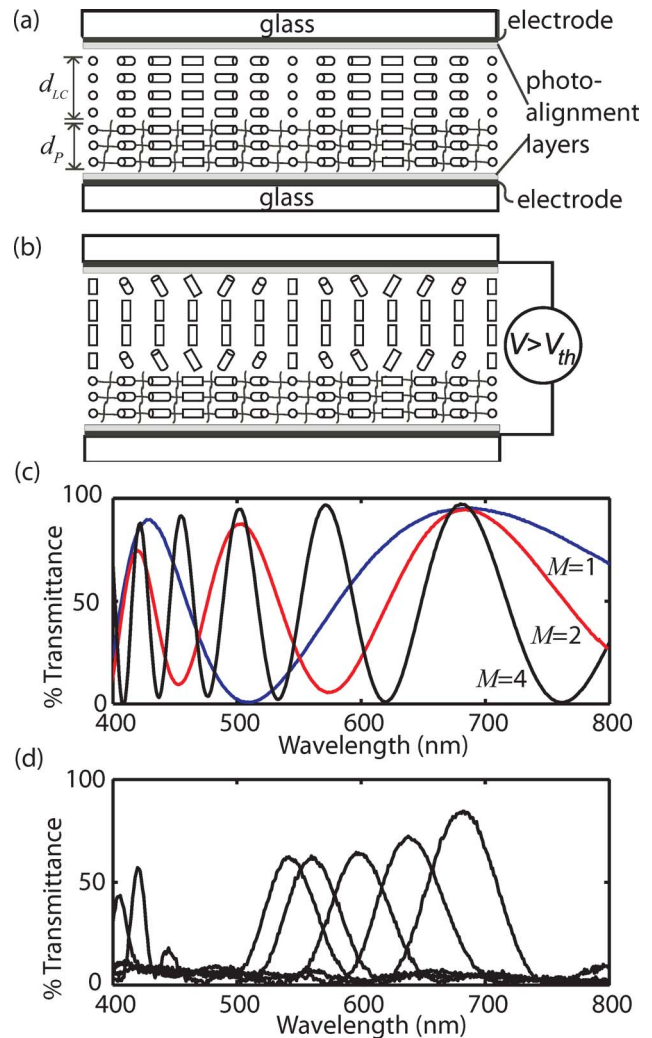 (a)
glass
electrode
d_LC
d_P
photo-
alignment
layers
glass
electrode
(b)
V>V_th
(c)
100
50
0
% Transmittance
M=1
M=2
M=4
400 500 600 700 800
Wavelength (nm)
(d)
100
50
0
% Transmittance
400 500 600 700 800
Wavelength (nm)